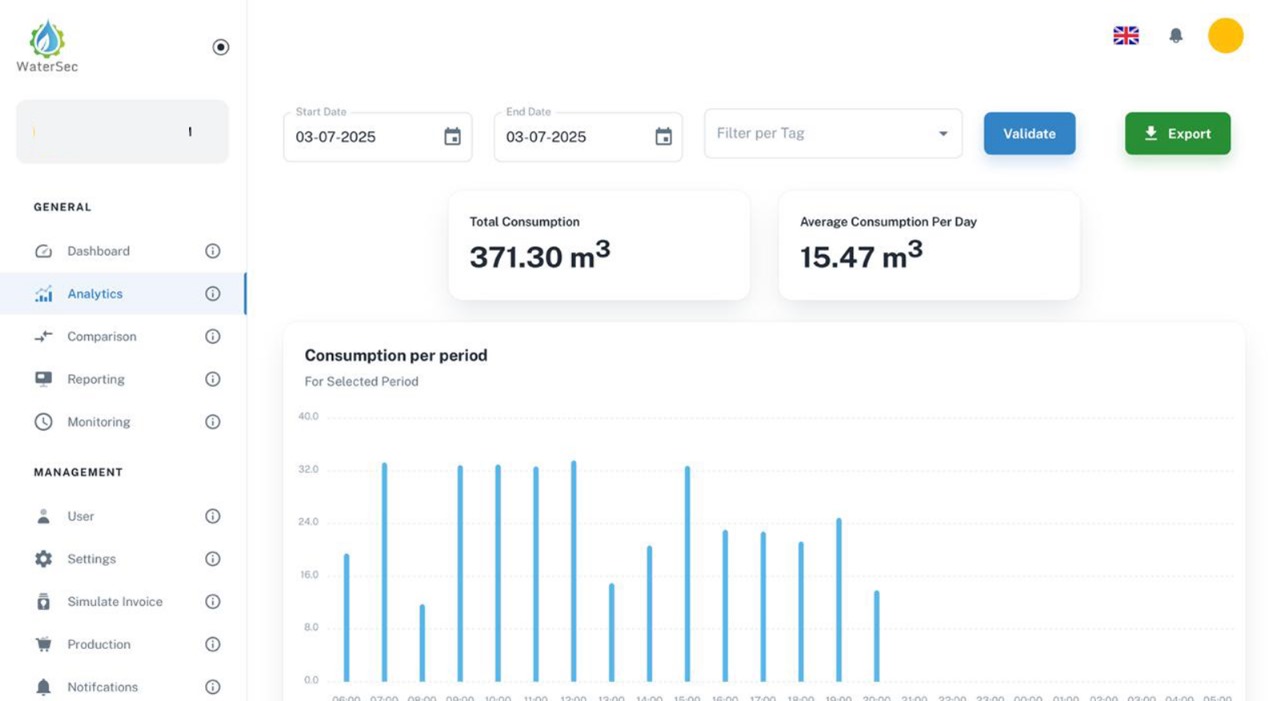 WaterSec
Start Date
03-07-2025
End Date
03-07-2025
Filter per Tag
Validate
Export
GENERAL
Dashboard
Analytics
Comparison
Reporting
Monitoring
MANAGEMENT
User
Settings
Simulate Invoice
Production
Notifcations
Total Consumption
371.30 m³
Average Consumption Per Day
15.47 m³
Consumption per period
For Selected Period
40.0
32.0
24.0
16.0
8.0
0.0
06:00 07:00 08:00 09:00 10:00 11:00 12:00 13:00 14:00 15:00 16:00 17:00 18:00 19:00 20:00 21:00 22:00 23:00 00:00 01:00 02:00 03:00 04:00 05:00